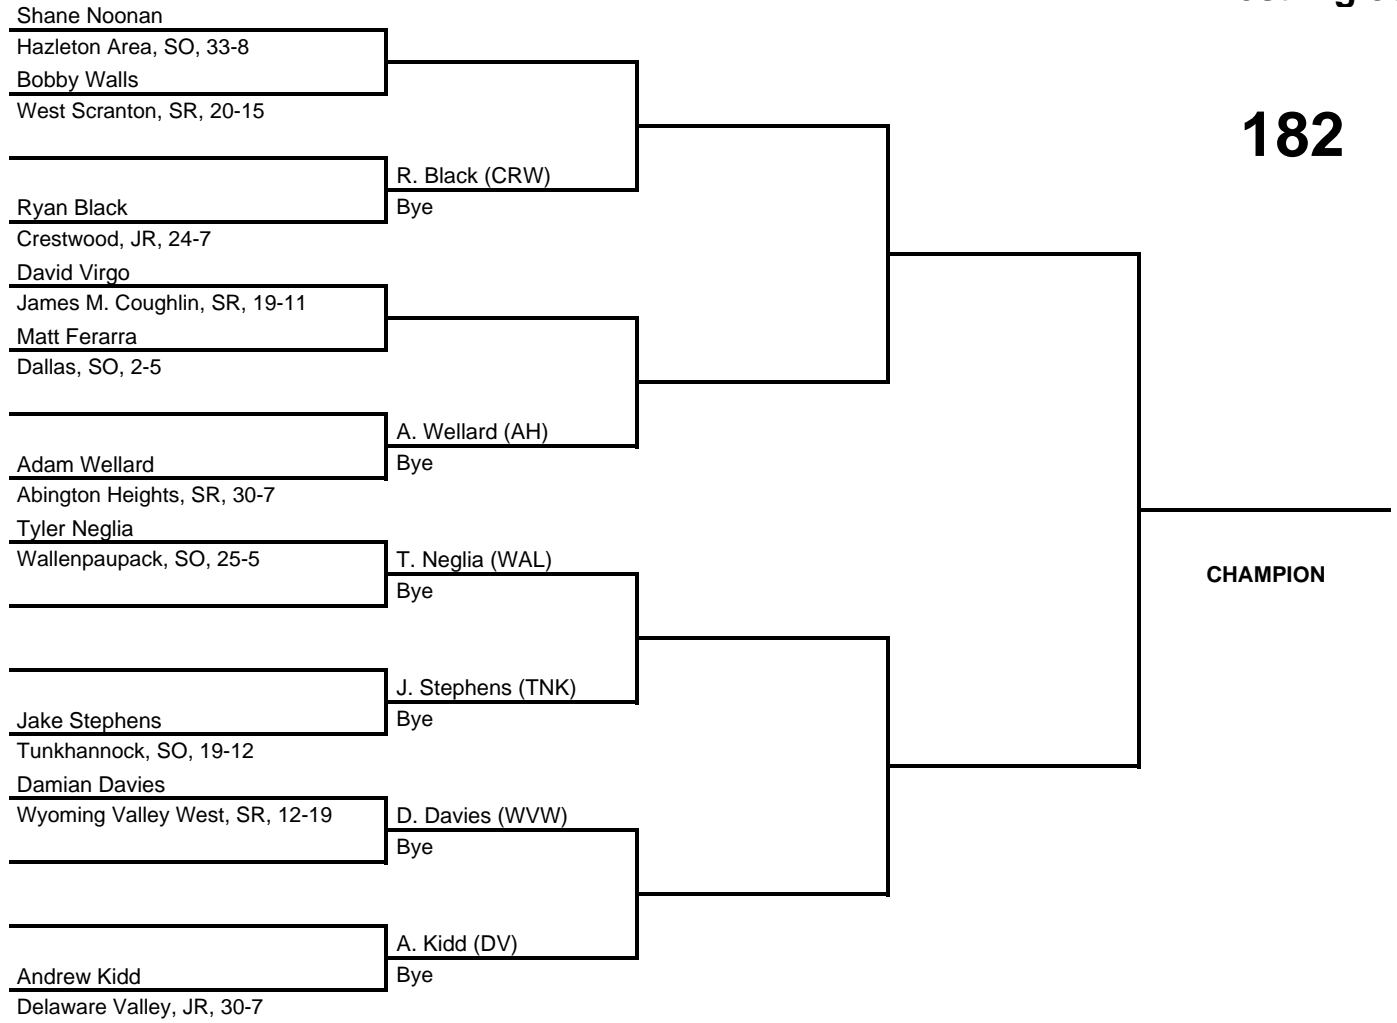 Shane Noonan
Hazleton Area, SO, 33-8
Bobby Walls
West Scranton, SR, 20-15
182
R. Black (CRW)
Ryan Black
Bye
Crestwood, JR, 24-7
David Virgo
James M. Coughlin, SR, 19-11
Matt Ferarra
Dallas, SO, 2-5
A. Wellard (AH)
Adam Wellard
Bye
Abington Heights, SR, 30-7
Tyler Neglia
Wallenpaupack, SO, 25-5
T. Neglia (WAL)
Bye
CHAMPION
J. Stephens (TNK)
Jake Stephens
Bye
Tunkhannock, SO, 19-12
Damian Davies
Wyoming Valley West, SR, 12-19
D. Davies (WVW)
Bye
A. Kidd (DV)
Andrew Kidd
Bye
Delaware Valley, JR, 30-7